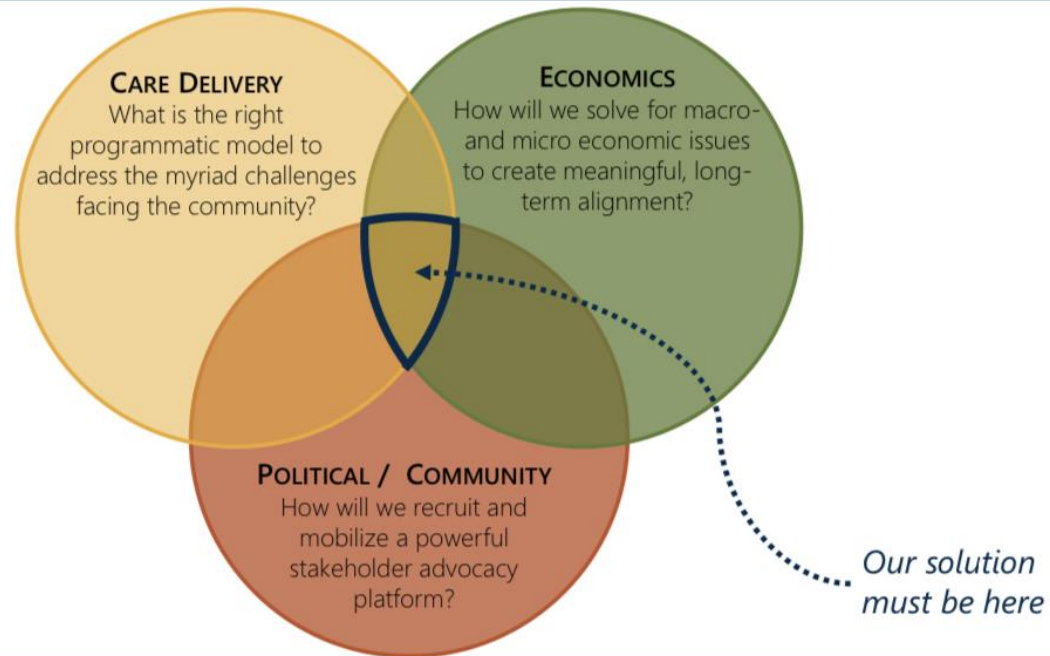 CARE DELIVERY
What is the right
programmatic model to
address the myriad challenges
facing the community?
ECONOMICS
How will we solve for macro-
and micro economic issues
to create meaningful, long-
term alignment?
POLITICAL / COMMUNITY
How will we recruit and
mobilize a powerful
stakeholder advocacy
platform?
Our solution
must be here